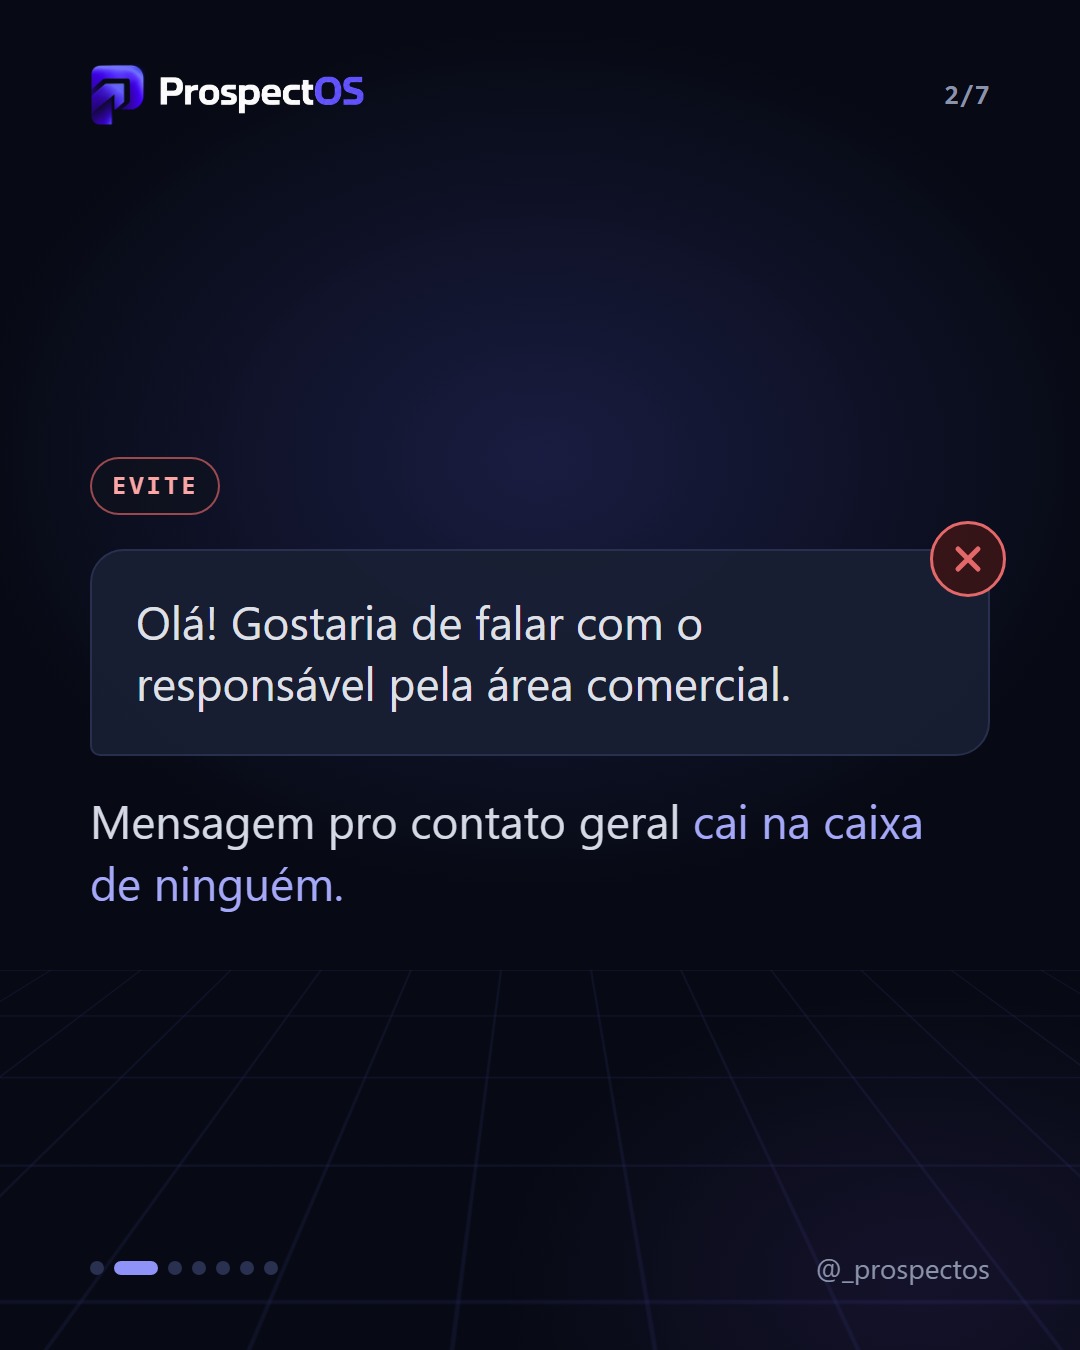 ProspectOS
2/7
EVITE
Olá! Gostaria de falar com o
responsável pela área comercial.
Mensagem pro contato geral cai na caixa
de ninguém.
@_prospectos